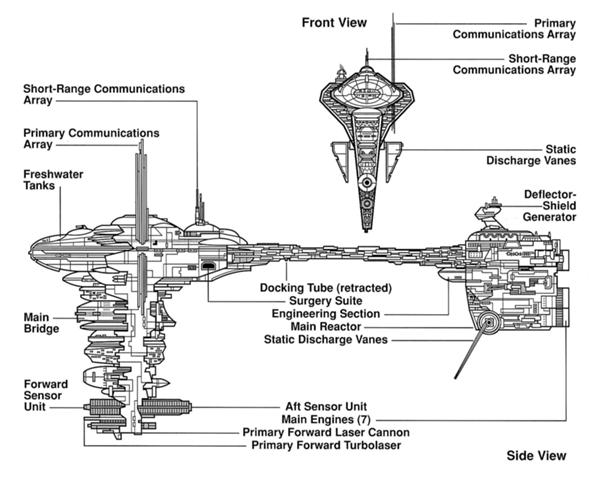 Front View
Primary
Communications Array
Short-Range
Communications Array
Static
Discharge Vanes
Short-Range Communications
Array
Primary Communications
Array
Freshwater
Tanks
Deflector-
Shield
Generator
Docking Tube (retracted)
Surgery Suite
Engineering Section
Main Reactor
Static Discharge Vanes
Main
Bridge
Forward
Sensor
Unit
Aft Sensor Unit
Main Engines (7)
Primary Forward Laser Cannon
Primary Forward Turbolaser
Side View